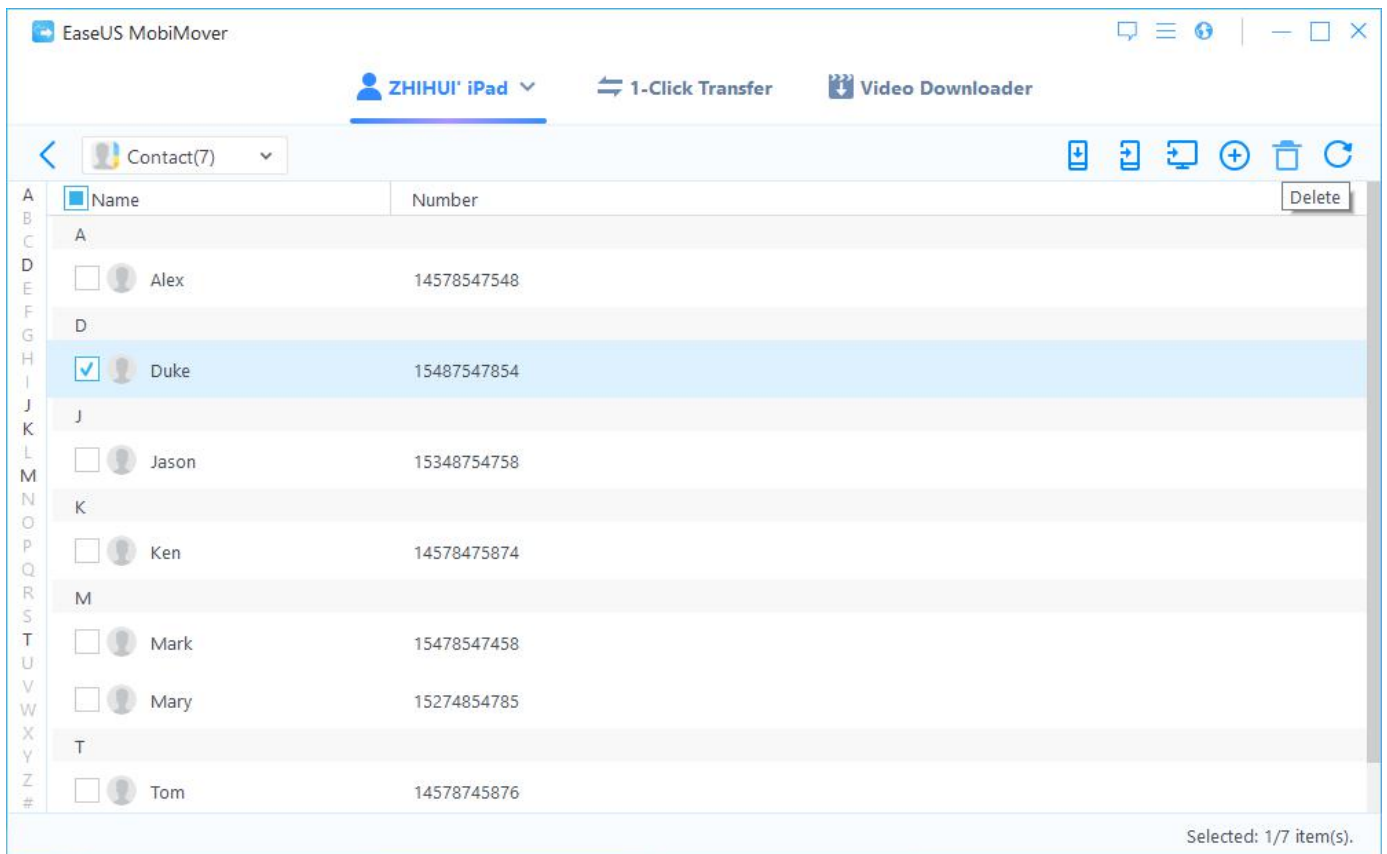 EaseUS MobiMover
ZHIHUI' iPad 1-Click Transfer Video Downloader
Contact(7)
Delete
Name Number
A
Alex 14578547548
D
Duke 15487547854
J
Jason 15348754758
K
Ken 14578475874
M
Mark 15478547458
Mary 15274854785
T
Tom 14578745876
A
B
C
D
E
F
G
H
I
J
K
L
M
N
O
P
Q
R
S
T
U
V
W
X
Y
Z
#
Selected: 1/7 item(s).